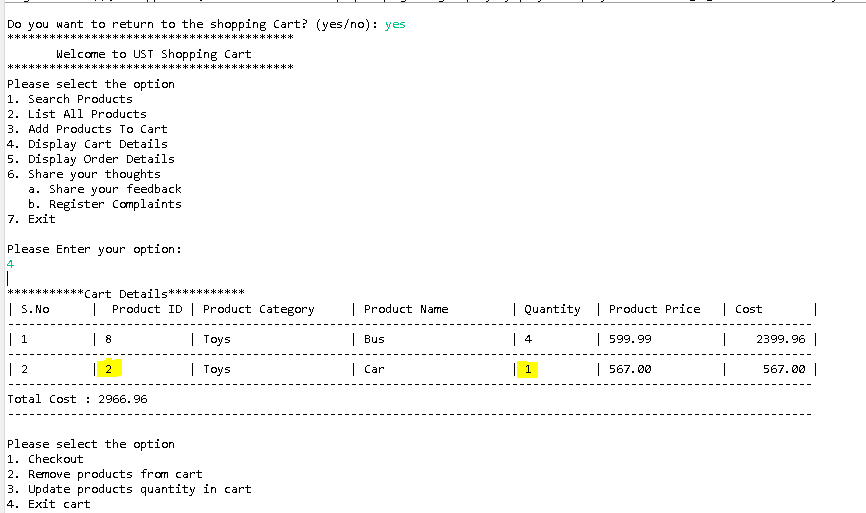 Do you want to return to the shopping Cart? (yes/no): yes
*****************************************
Welcome to UST Shopping Cart
*****************************************
Please select the option
1. Search Products
2. List All Products
3. Add Products To Cart
4. Display Cart Details
5. Display Order Details
6. Share your thoughts
a. Share your feedback
b. Register Complaints
7. Exit
Please Enter your option:
4
***********Cart Details***********
| S.No | Product ID | Product Category | Product Name | Quantity | Product Price | Cost |
| 1 | 8 | Toys | Bus | 4 | 599.99 | 2399.96 |
| 2 | 2 | Toys | Car | 1 | 567.00 | 567.00 |
Total Cost : 2966.96
Please select the option
1. Checkout
2. Remove products from cart
3. Update products quantity in cart
4. Exit cart